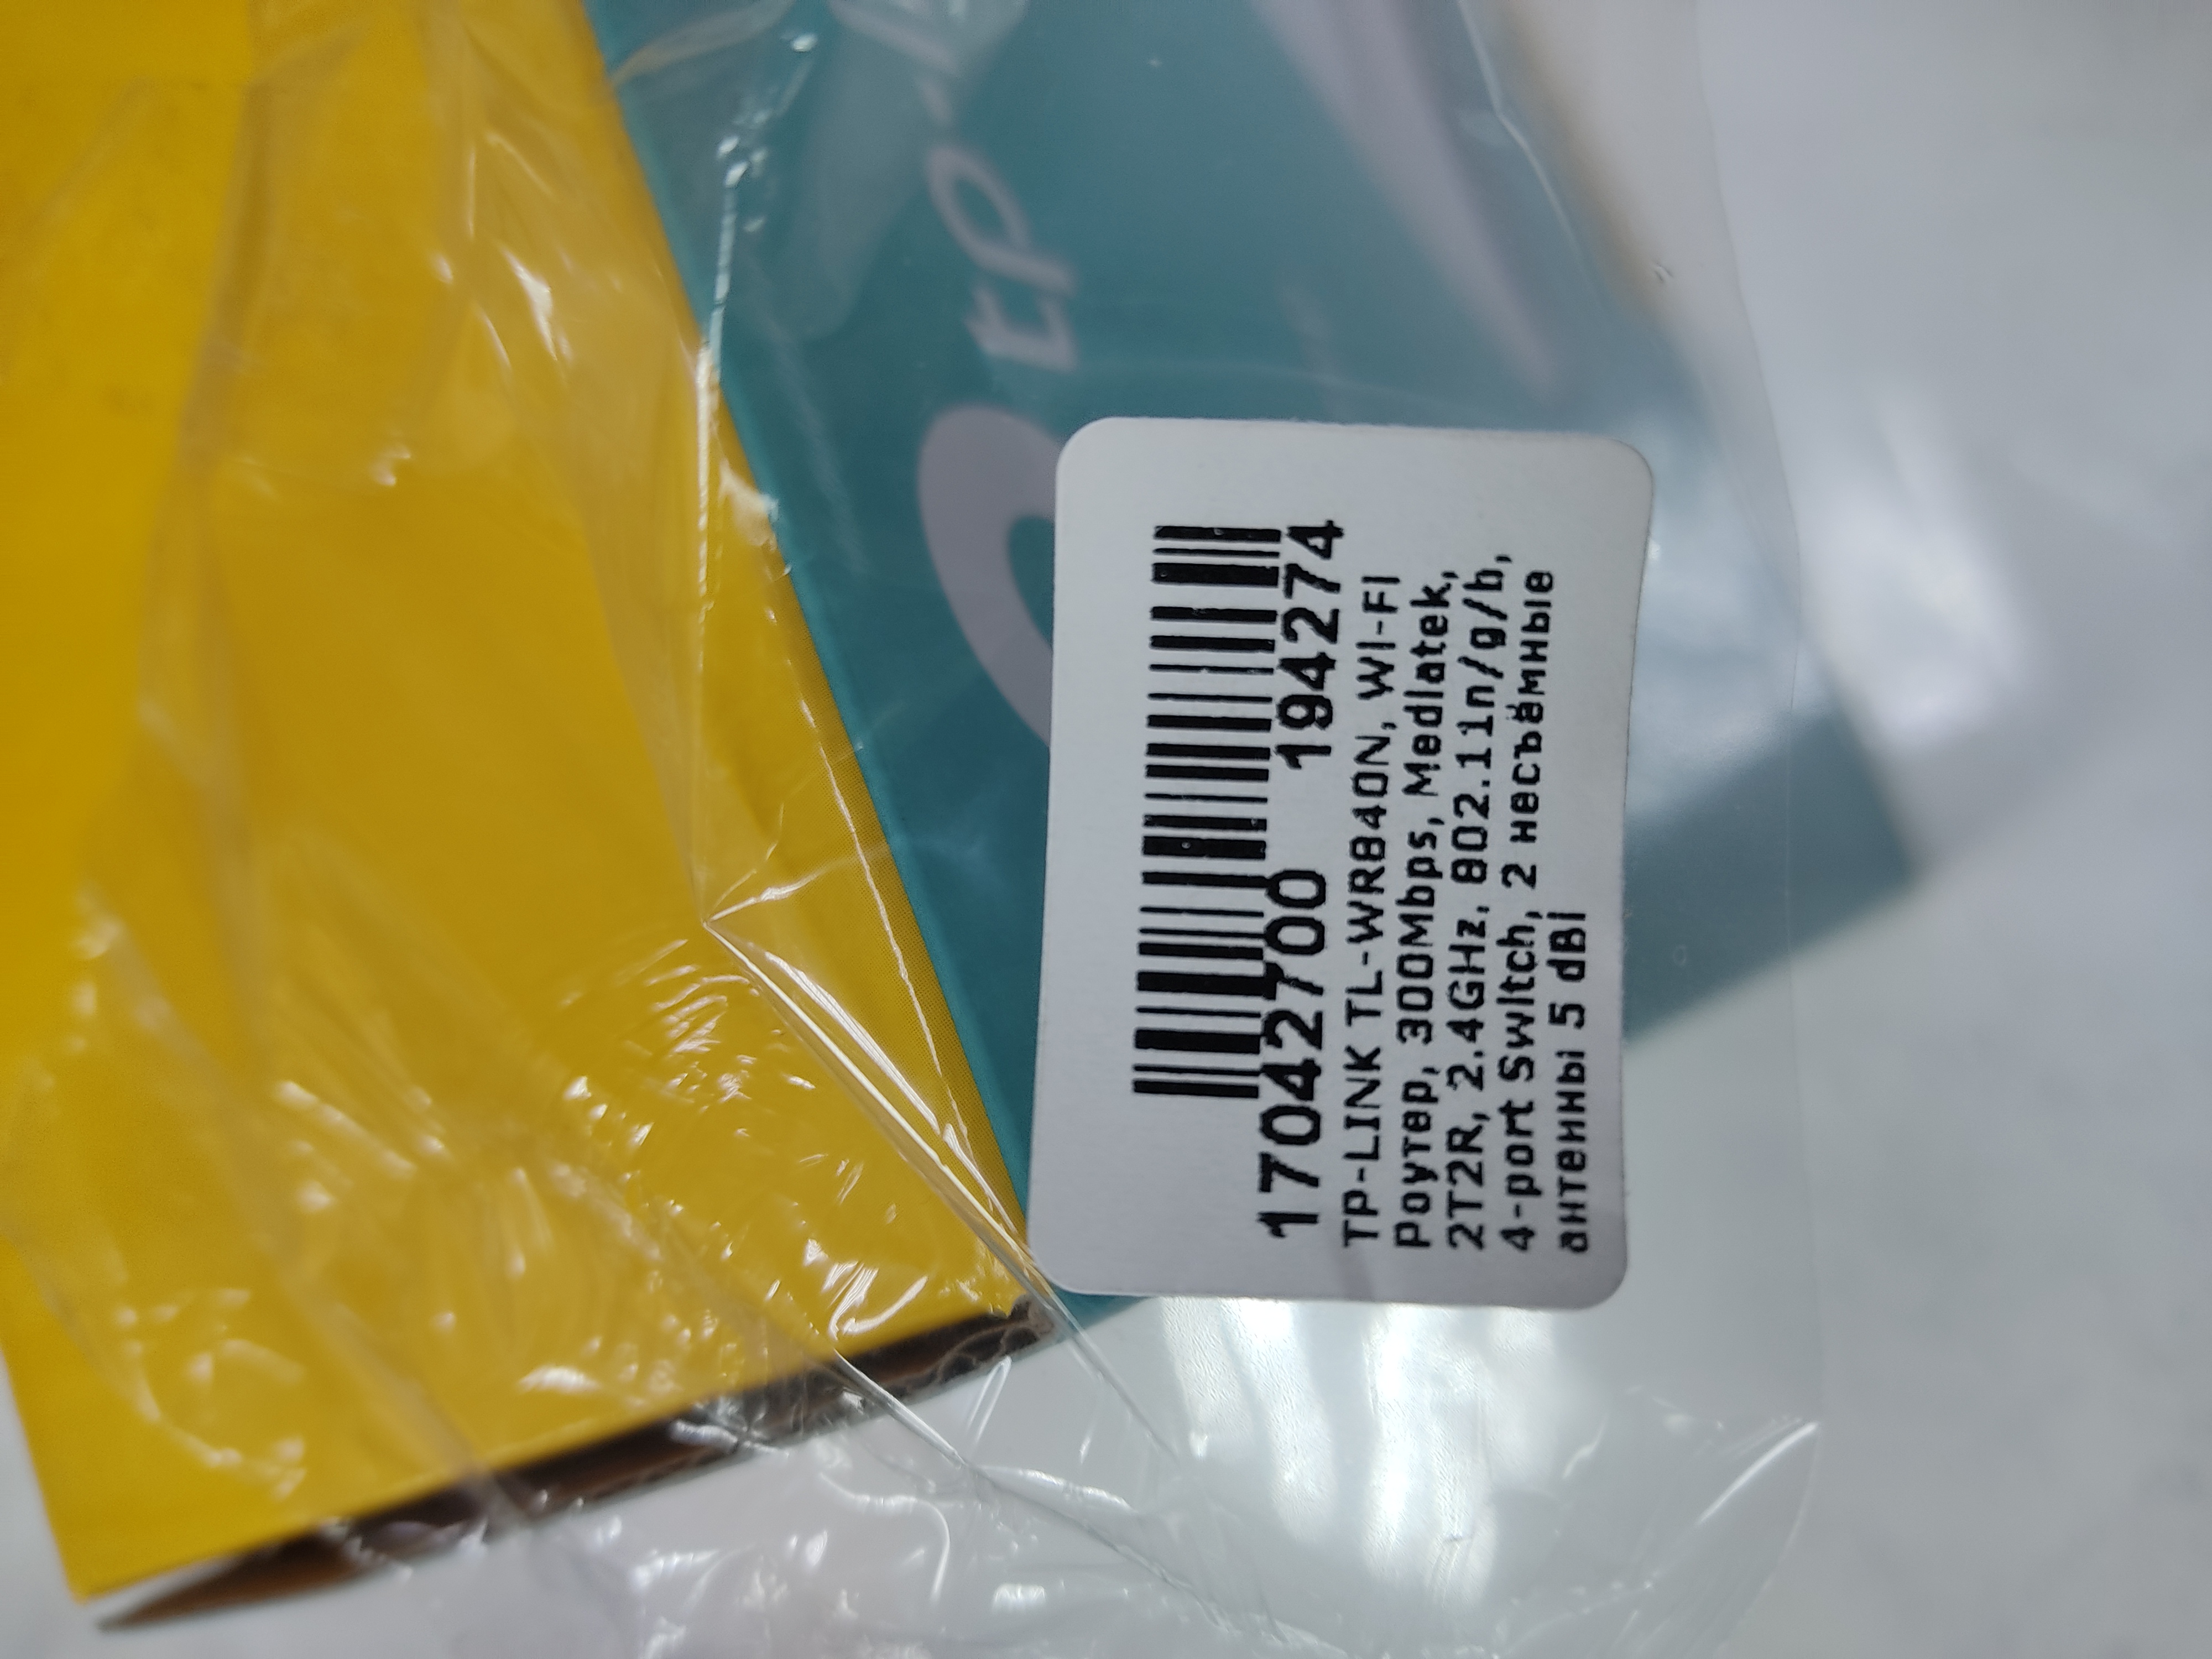 tp-
17042700 194274
TP-LINK TL-WR840N, WI-FI
Роутер, 300Mbps, Mediatek,
2T2R, 2.4GHz, 802.11n/g/b,
4-port Switch, 2 несъёмные
антенны 5 dBi